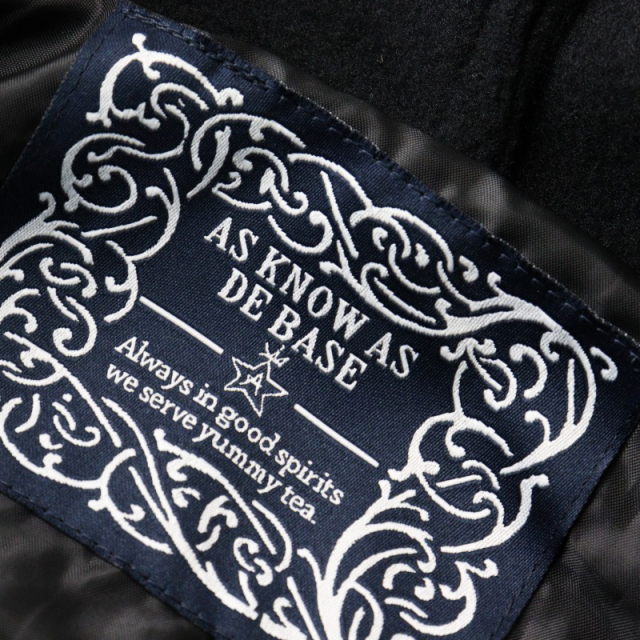 AS KNOW AS
DE BASE
A
Always in good spirits
we serve yummy tea.